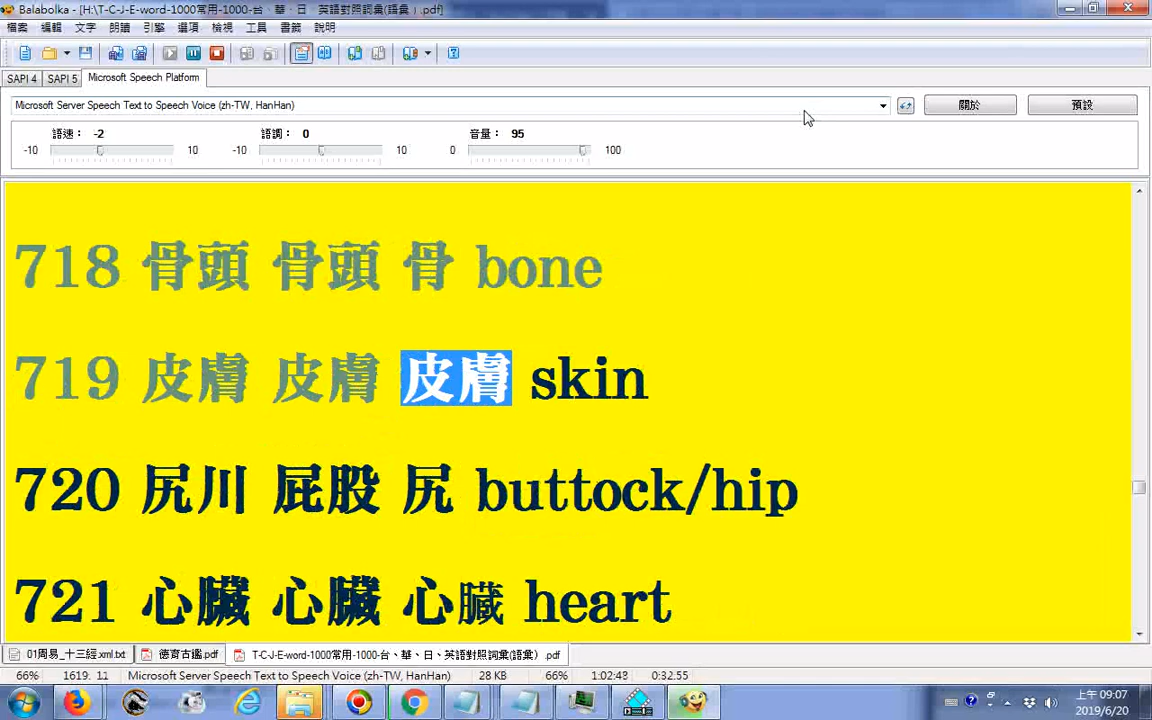 Balabolka - [H:\T-C-J-E-word-1000常用-1000-台、華、日、英語對照詞彙(語彙).pdf]
檔案 編輯 文字 朗讀 引擎 選項 檢視 工具 書籤 說明
SAPI 4 SAPI 5 Microsoft Speech Platform
Microsoft Server Speech Text to Speech Voice (zh-TW, HanHan) 關於 預設
語速： -2 語調： 0 音量： 95
-10 10 -10 10 0 100
718 骨頭 骨頭 骨 bone
719 皮膚 皮膚 皮膚 skin
720 尻川 屁股 尻 buttock/hip
721 心臟 心臟 心臓 heart
01周易_十三經.xml.txt 德育古鑑.pdf T-C-J-E-word-1000常用-1000-台、華、日、英語對照詞彙(語彙）.pdf
66% 1619: 11 Microsoft Server Speech Text to Speech Voice (zh-TW, HanHan) 28 KB 66% 1:02:48 0:32.55
上午 09:07
2019/6/20